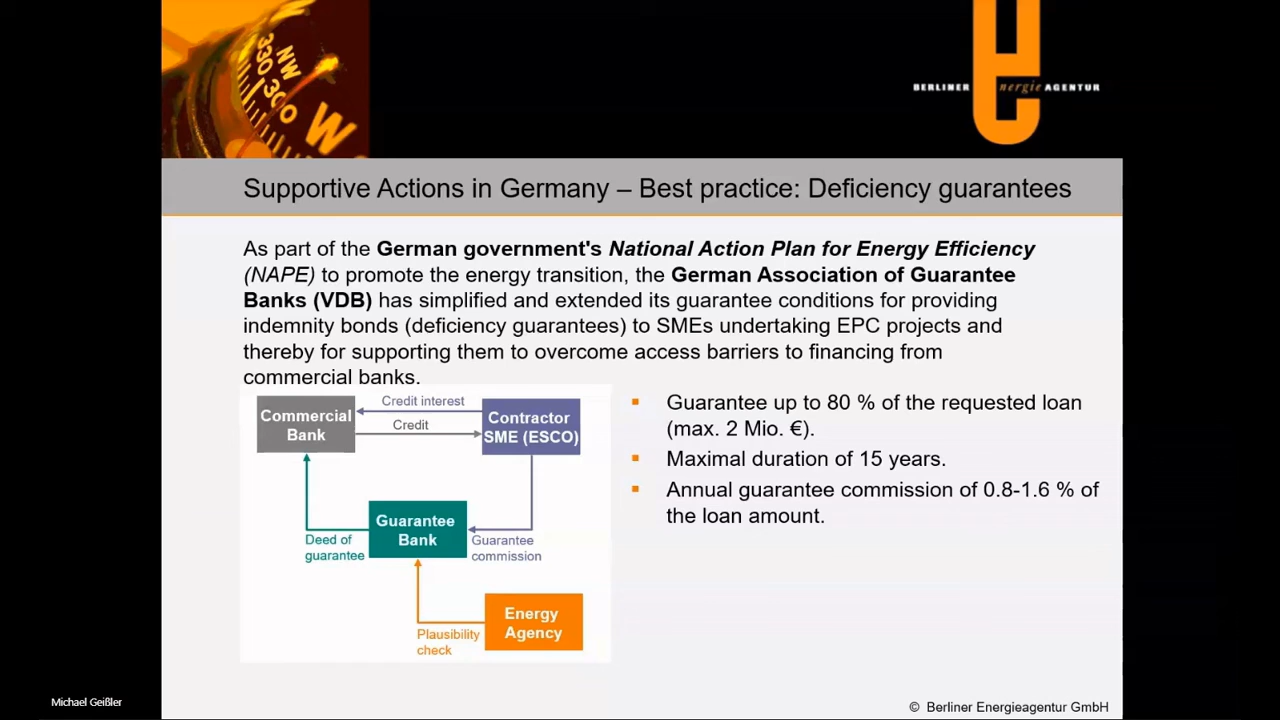 NW
330
300
W
BERLINER energie AGENTUR
Supportive Actions in Germany – Best practice: Deficiency guarantees
As part of the German government's National Action Plan for Energy Efficiency
(NAPE) to promote the energy transition, the German Association of Guarantee
Banks (VDB) has simplified and extended its guarantee conditions for providing
indemnity bonds (deficiency guarantees) to SMEs undertaking EPC projects and
thereby for supporting them to overcome access barriers to financing from
commercial banks.
Commercial
Bank
Credit interest
Credit
Contractor
SME (ESCO)
Guarantee
Bank
Deed of
guarantee
Guarantee
commission
Energy
Agency
Plausibility
check
▪ Guarantee up to 80 % of the requested loan
(max. 2 Mio. €).
▪ Maximal duration of 15 years.
▪ Annual guarantee commission of 0.8-1.6 % of
the loan amount.
Michael Geißler
© Berliner Energieagentur GmbH